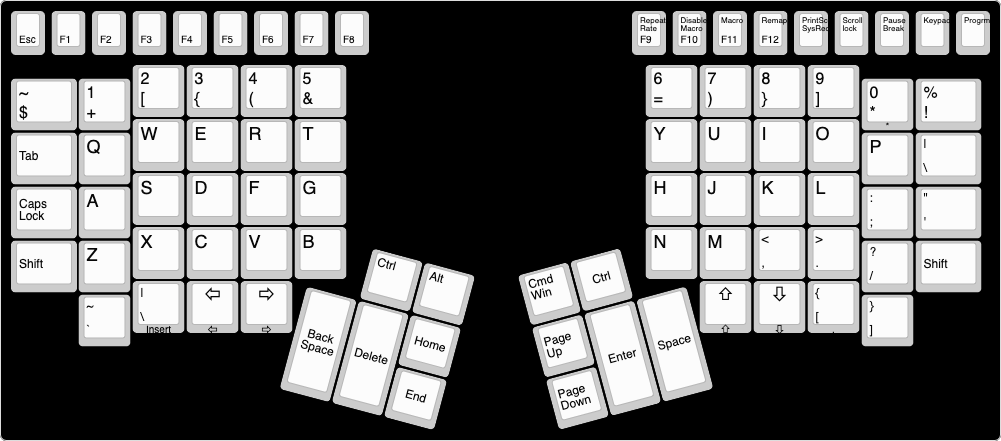 Esc
F1
F2
F3
F4
F5
F6
F7
F8
Repeat
Rate
F9
Disable
Macro
F10
Macro
F11
Remap
F12
PrintSc
SysReq
Scroll
lock
Pause
Break
Keypad
Progrm
~
$
1
+
2
[
3
{
4
(
5
&
6
=
7
)
8
}
9
]
0
*
*
%
!
Tab
Q
W
E
R
T
Y
U
I
O
P
|
\
Caps
Lock
A
S
D
F
G
H
J
K
L
:
;
"
'
Shift
Z
X
C
V
B
N
M
<
,
>
.
?
/
Shift
~
`
|
\
Insert
⇦
⇦
⇨
⇨
⇧
⇧
⇩
⇩
{
[
.
}
]
Ctrl
Alt
Back
Space
Delete
Home
End
Cmd
Win
Ctrl
Page
Up
Enter
Space
Page
Down